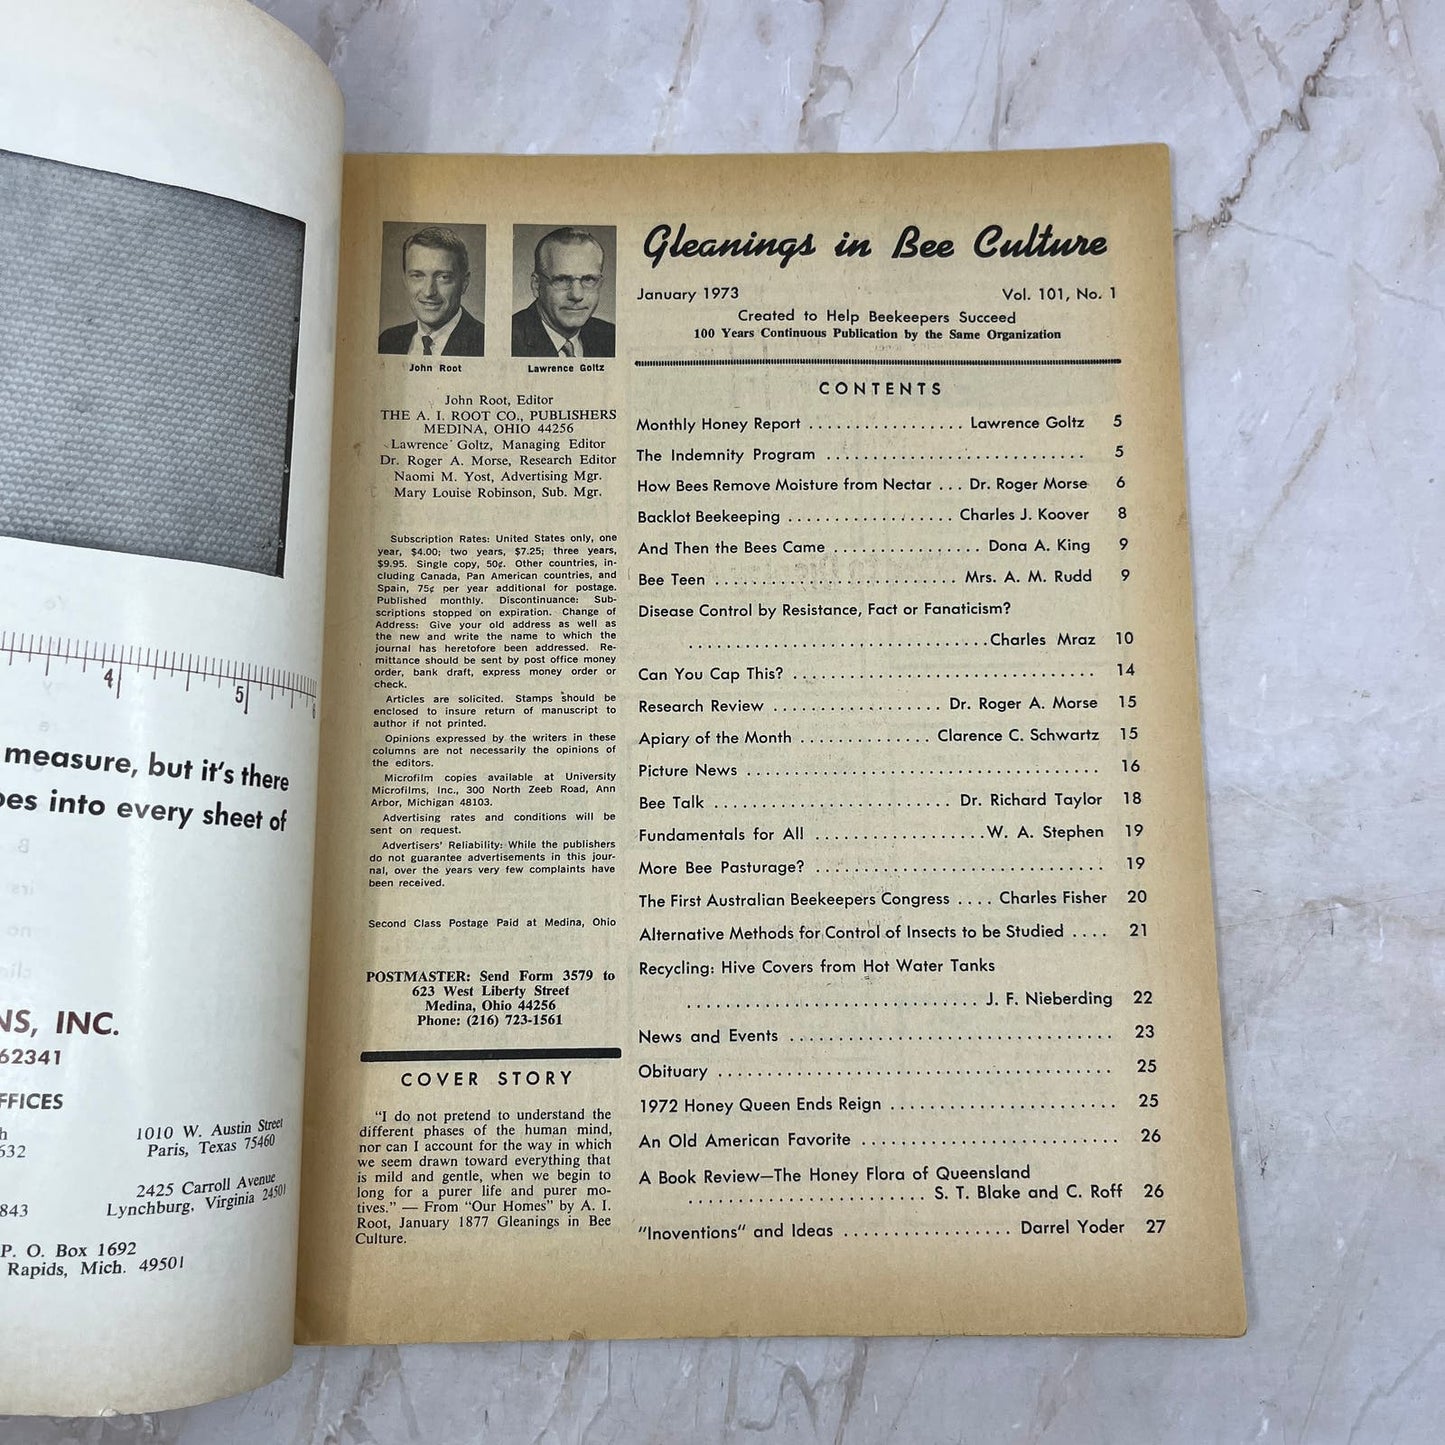 4
5
6
measure, but it's there
into every sheet of
NS, INC.
62341
FFICES
1010 W. Austin Street
Paris, Texas 75460
632
2425 Carroll Avenue
Lynchburg, Virginia 24501
843
P. O. Box 1692
Rapids, Mich. 49501
John Root
Lawrence Goltz
John Root, Editor
THE A. I. ROOT CO., PUBLISHERS
MEDINA, OHIO 44256
Lawrence Goltz, Managing Editor
Dr. Roger A. Morse, Research Editor
Naomi M. Yost, Advertising Mgr.
Mary Louise Robinson, Sub. Mgr.
Subscription Rates: United States only, one
year, $4.00; two years, $7.25; three years,
$9.95. Single copy, 50¢. Other countries, in-
cluding Canada, Pan American countries, and
Spain, 75¢ per year additional for postage.
Published monthly. Discontinuance: Sub-
scriptions stopped on expiration. Change of
Address: Give your old address as well as
the new and write the name to which the
journal has heretofore been addressed. Re-
mittance should be sent by post office money
order, bank draft, express money order or
check.
Articles are solicited. Stamps should be
enclosed to insure return of manuscript to
author if not printed.
Opinions expressed by the writers in these
columns are not necessarily the opinions of
the editors.
Microfilm copies available at University
Microfilms, Inc., 300 North Zeeb Road, Ann
Arbor, Michigan 48103.
Advertising rates and conditions will be
sent on request.
Advertisers' Reliability: While the publishers
do not guarantee advertisements in this jour-
nal, over the years very few complaints have
been received.
Second Class Postage Paid at Medina, Ohio
POSTMASTER: Send Form 3579 to
623 West Liberty Street
Medina, Ohio 44256
Phone: (216) 723-1561
COVER STORY
"I do not pretend to understand the
different phases of the human mind,
nor can I account for the way in which
we seem drawn toward everything that
is mild and gentle, when we begin to
long for a purer life and purer mo-
tives." — From "Our Homes" by A. I.
Root, January 1877 Gleanings in Bee
Culture.
Gleanings in Bee Culture
January 1973 Vol. 101, No. 1
Created to Help Beekeepers Succeed
100 Years Continuous Publication by the Same Organization
CONTENTS
Monthly Honey Report ................. Lawrence Goltz 5
The Indemnity Program ............................ 5
How Bees Remove Moisture from Nectar ... Dr. Roger Morse 6
Backlot Beekeeping .................. Charles J. Koover 8
And Then the Bees Came ................ Dona A. King 9
Bee Teen .......................... Mrs. A. M. Rudd 9
Disease Control by Resistance, Fact or Fanaticism?
................................Charles Mraz 10
Can You Cap This? ................................ 14
Research Review .................. Dr. Roger A. Morse 15
Apiary of the Month .............. Clarence C. Schwartz 15
Picture News ..................................... 16
Bee Talk ......................... Dr. Richard Taylor 18
Fundamentals for All ..................W. A. Stephen 19
More Bee Pasturage? .............................. 19
The First Australian Beekeepers Congress .... Charles Fisher 20
Alternative Methods for Control of Insects to be Studied .... 21
Recycling: Hive Covers from Hot Water Tanks
............................... J. F. Nieberding 22
News and Events .................................. 23
Obituary ......................................... 25
1972 Honey Queen Ends Reign ........................ 25
An Old American Favorite ........................... 26
A Book Review—The Honey Flora of Queensland
......................... S. T. Blake and C. Roff 26
"Inoventions" and Ideas .................. Darrel Yoder 27